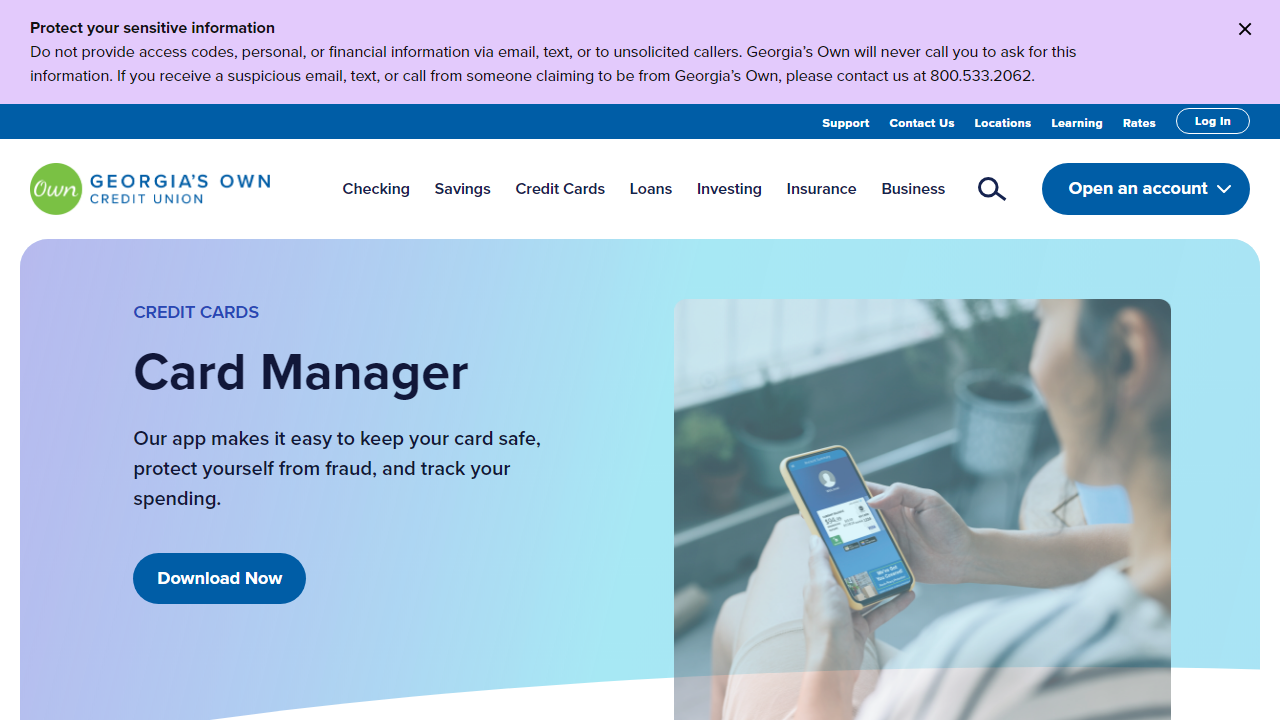 Protect your sensitive information
Do not provide access codes, personal, or financial information via email, text, or to unsolicited callers. Georgia’s Own will never call you to ask for this
information. If you receive a suspicious email, text, or call from someone claiming to be from Georgia’s Own, please contact us at 800.533.2062.
Support Contact Us Locations Learning Rates Log In
Own GEORGIA’S OWN
CREDIT UNION
Checking Savings Credit Cards Loans Investing Insurance Business Open an account
CREDIT CARDS
Card Manager
Our app makes it easy to keep your card safe,
protect yourself from fraud, and track your
spending.
Download Now
We've Got
You Covered